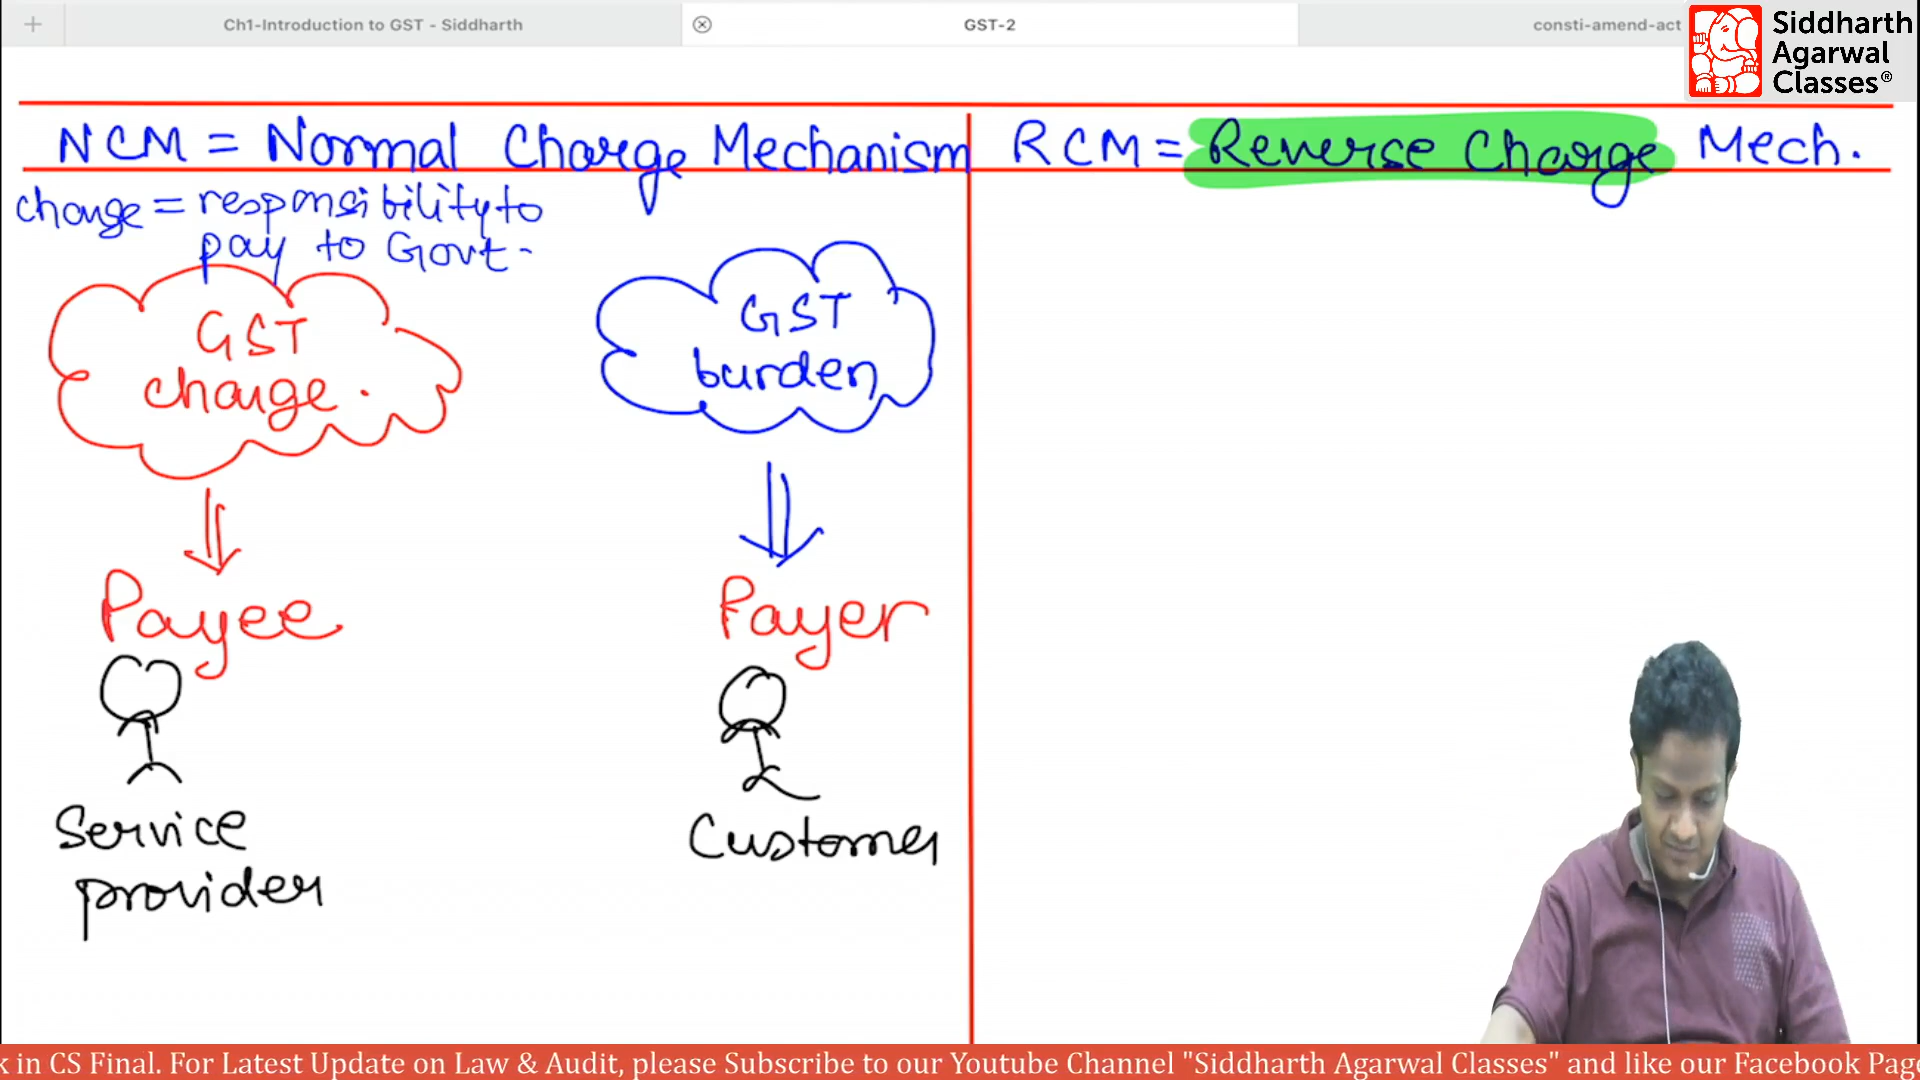 Ch1-Introduction to GST - Siddharth
GST-2
consti-amend-act
Siddharth
Agarwal
Classes®
NCM = Normal Charge Mechanism
RCM = Reverse Charge Mech.
charge = responsibility to
pay to Govt.
GST
charge.
GST
burden
Payee
Payer
Service
provider
Customer
k in CS Final. For Latest Update on Law & Audit, please Subscribe to our Youtube Channel "Siddharth Agarwal Classes" and like our Facebook Page